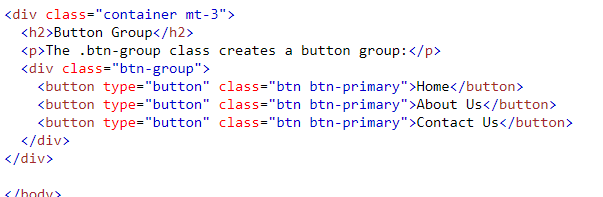 <div class="container mt-3">
  <h2>Button Group</h2>
  <p>The .btn-group class creates a button group:</p>
  <div class="btn-group">
    <button type="button" class="btn btn-primary">Home</button>
    <button type="button" class="btn btn-primary">About Us</button>
    <button type="button" class="btn btn-primary">Contact Us</button>
  </div>
</div>

</body>